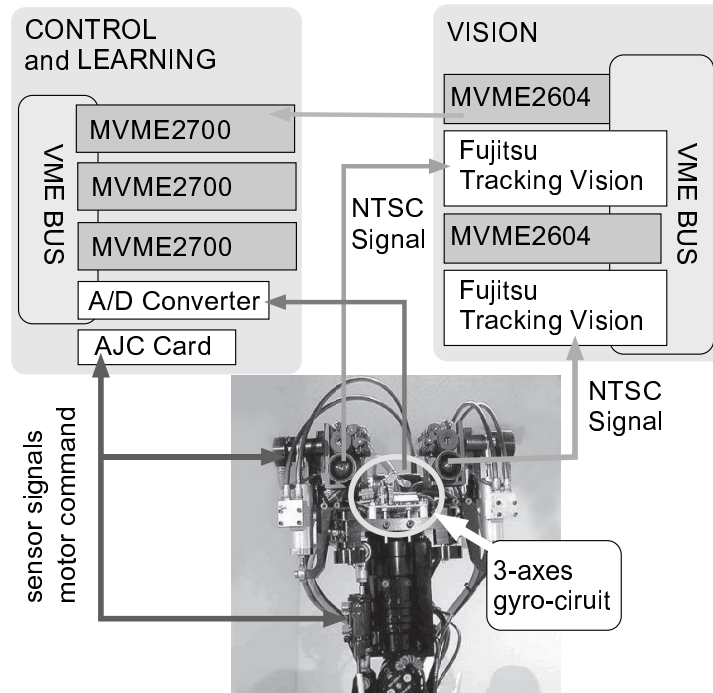 CONTROL
and LEARNING
VME BUS
MVME2700
MVME2700
MVME2700
A/D Converter
AJC Card
VISION
MVME2604
Fujitsu
Tracking Vision
MVME2604
Fujitsu
Tracking Vision
VME BUS
NTSC
Signal
NTSC
Signal
sensor signals
motor command
3-axes
gyro-ciruit